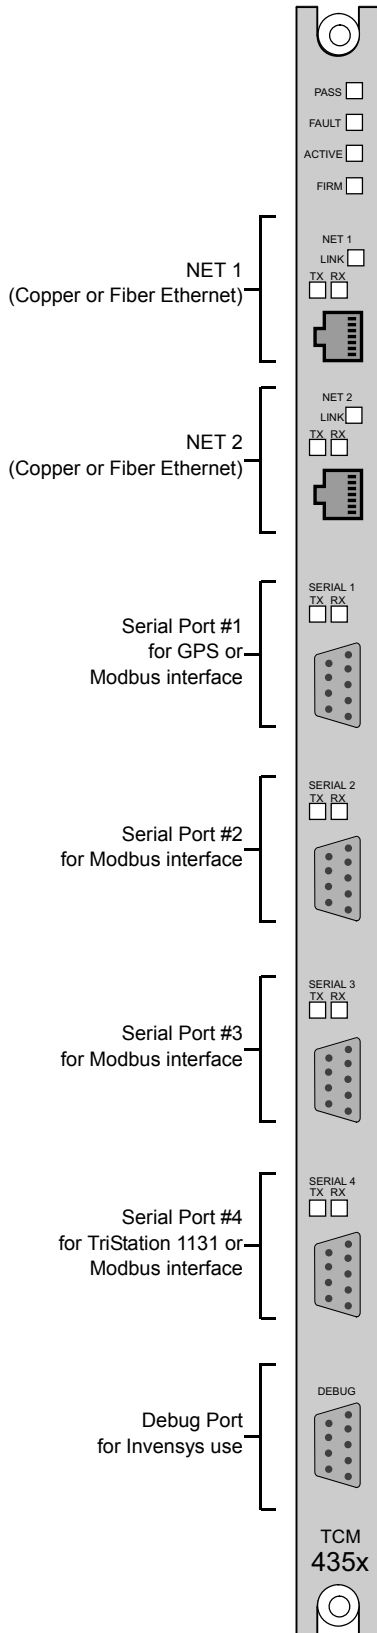 PASS
FAULT
ACTIVE
FIRM
NET 1
(Copper or Fiber Ethernet)
NET 1
LINK
TX RX
NET 2
(Copper or Fiber Ethernet)
NET 2
LINK
TX RX
Serial Port #1
for GPS or
Modbus interface
SERIAL 1
TX RX
Serial Port #2
for Modbus interface
SERIAL 2
TX RX
Serial Port #3
for Modbus interface
SERIAL 3
TX RX
Serial Port #4
for TriStation 1131 or
Modbus interface
SERIAL 4
TX RX
Debug Port
for Invensys use
DEBUG
TCM
435x